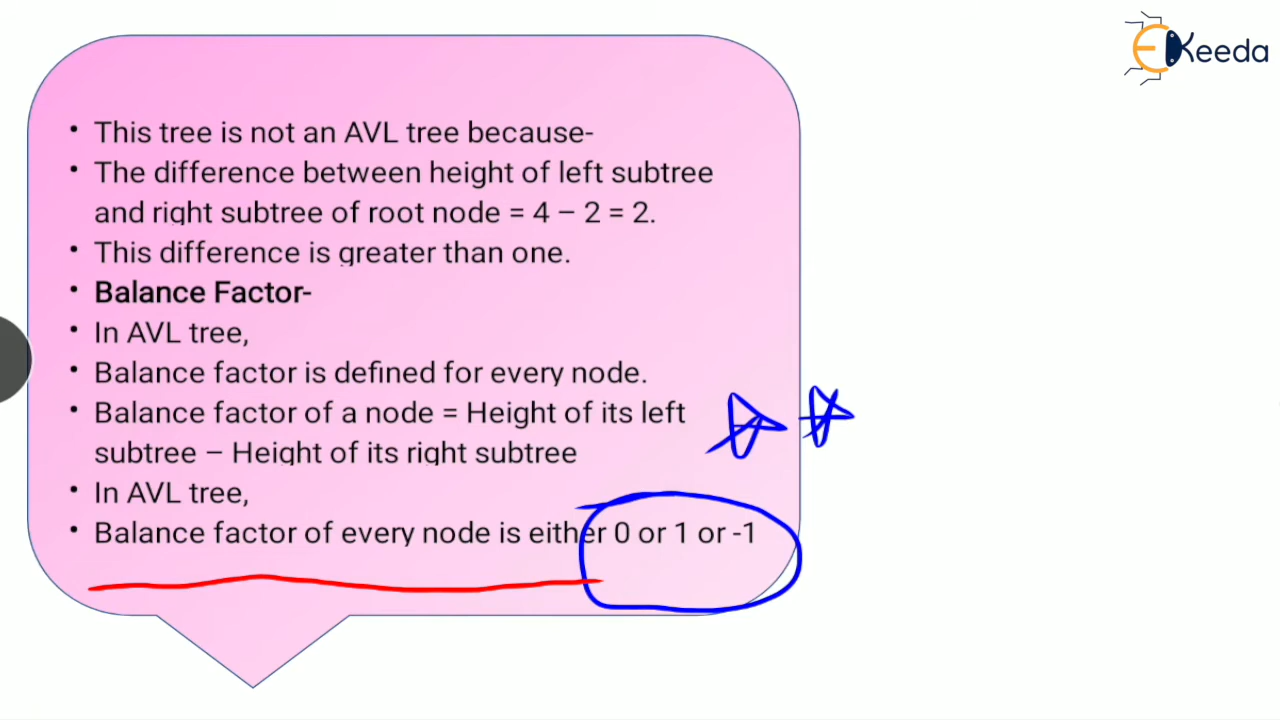 EKeeda
• This tree is not an AVL tree because-
• The difference between height of left subtree
and right subtree of root node = 4 – 2 = 2.
• This difference is greater than one.
• Balance Factor-
• In AVL tree,
• Balance factor is defined for every node.
• Balance factor of a node = Height of its left
subtree – Height of its right subtree
• In AVL tree,
• Balance factor of every node is either 0 or 1 or -1